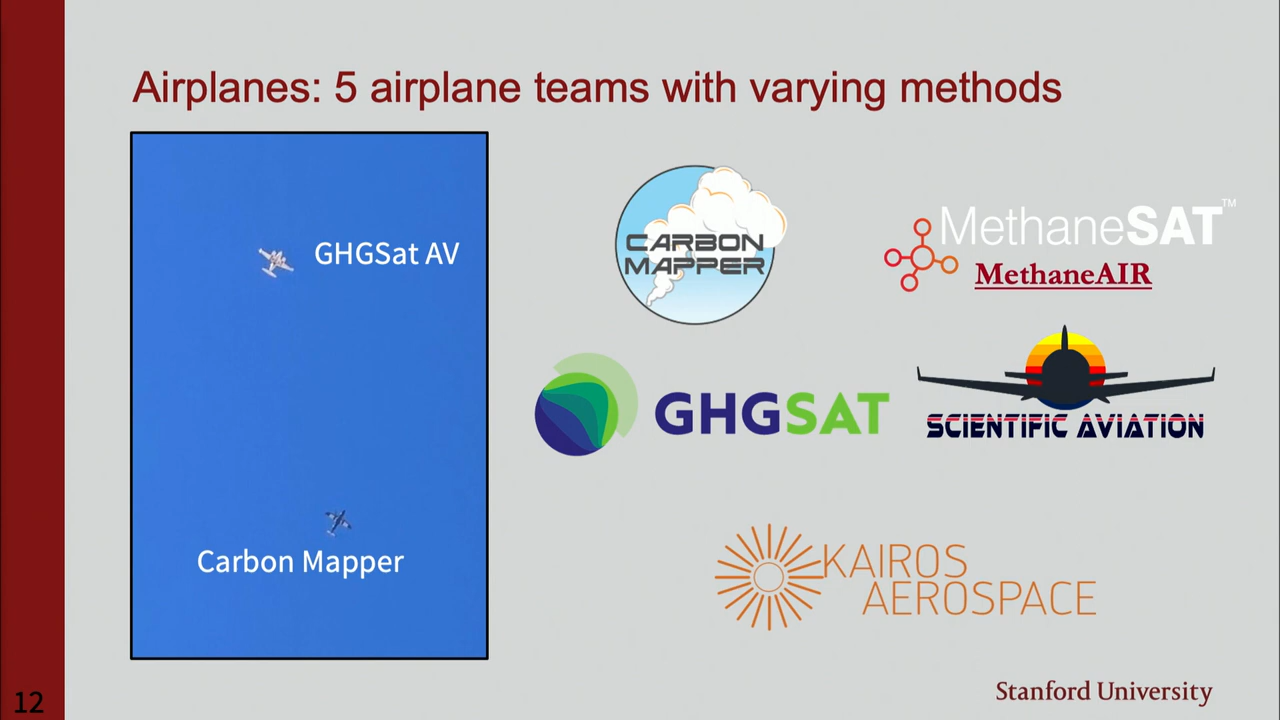 Airplanes: 5 airplane teams with varying methods
GHGSat AV
Carbon Mapper
CARBON
MAPPER
MethaneSAT™
MethaneAIR
GHGSAT
SCIENTIFIC AVIATION
KAIROS
AEROSPACE
12
Stanford University